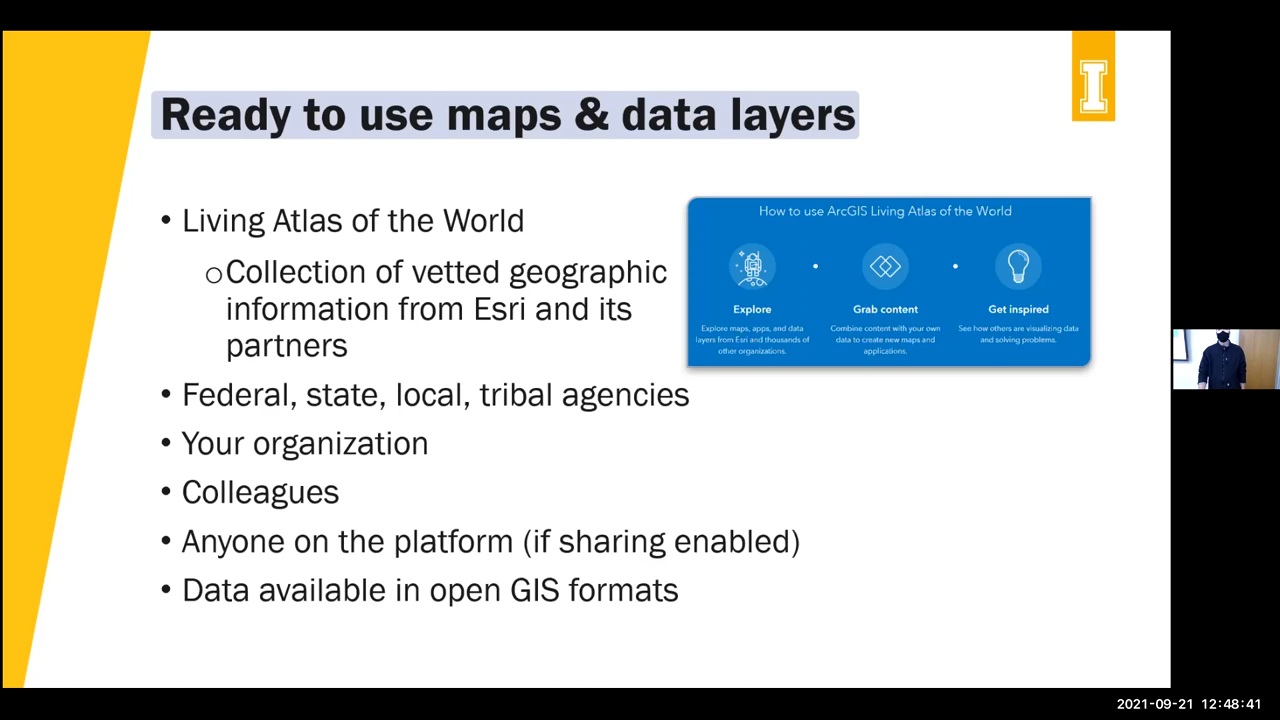 I
Ready to use maps & data layers
• Living Atlas of the World
○Collection of vetted geographic
information from Esri and its
partners
• Federal, state, local, tribal agencies
• Your organization
• Colleagues
• Anyone on the platform (if sharing enabled)
• Data available in open GIS formats
How to use ArcGIS Living Atlas of the World
Explore
Explore maps, apps, and data
layers from Esri and thousands of
other organizations.
Grab content
Combine content with your own
data to create new maps and
applications.
Get inspired
See how others are visualizing data
and solving problems.
2021-09-21 12:48:41